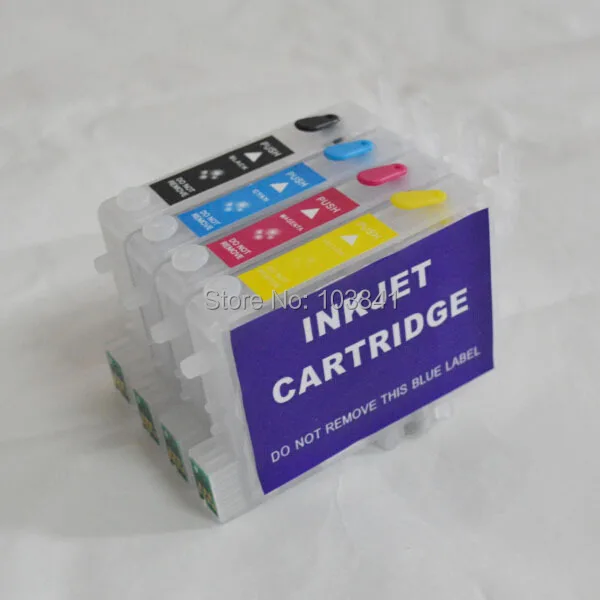 PUSH
BLACK
DO NOT
REMOVE
PUSH
CYAN
DO NOT
REMOVE
PUSH
MAGENTA
DO NOT
REMOVE
PUSH
Store No: 103841
INKJET
CARTRIDGE
DO NOT REMOVE THIS BLUE LABEL